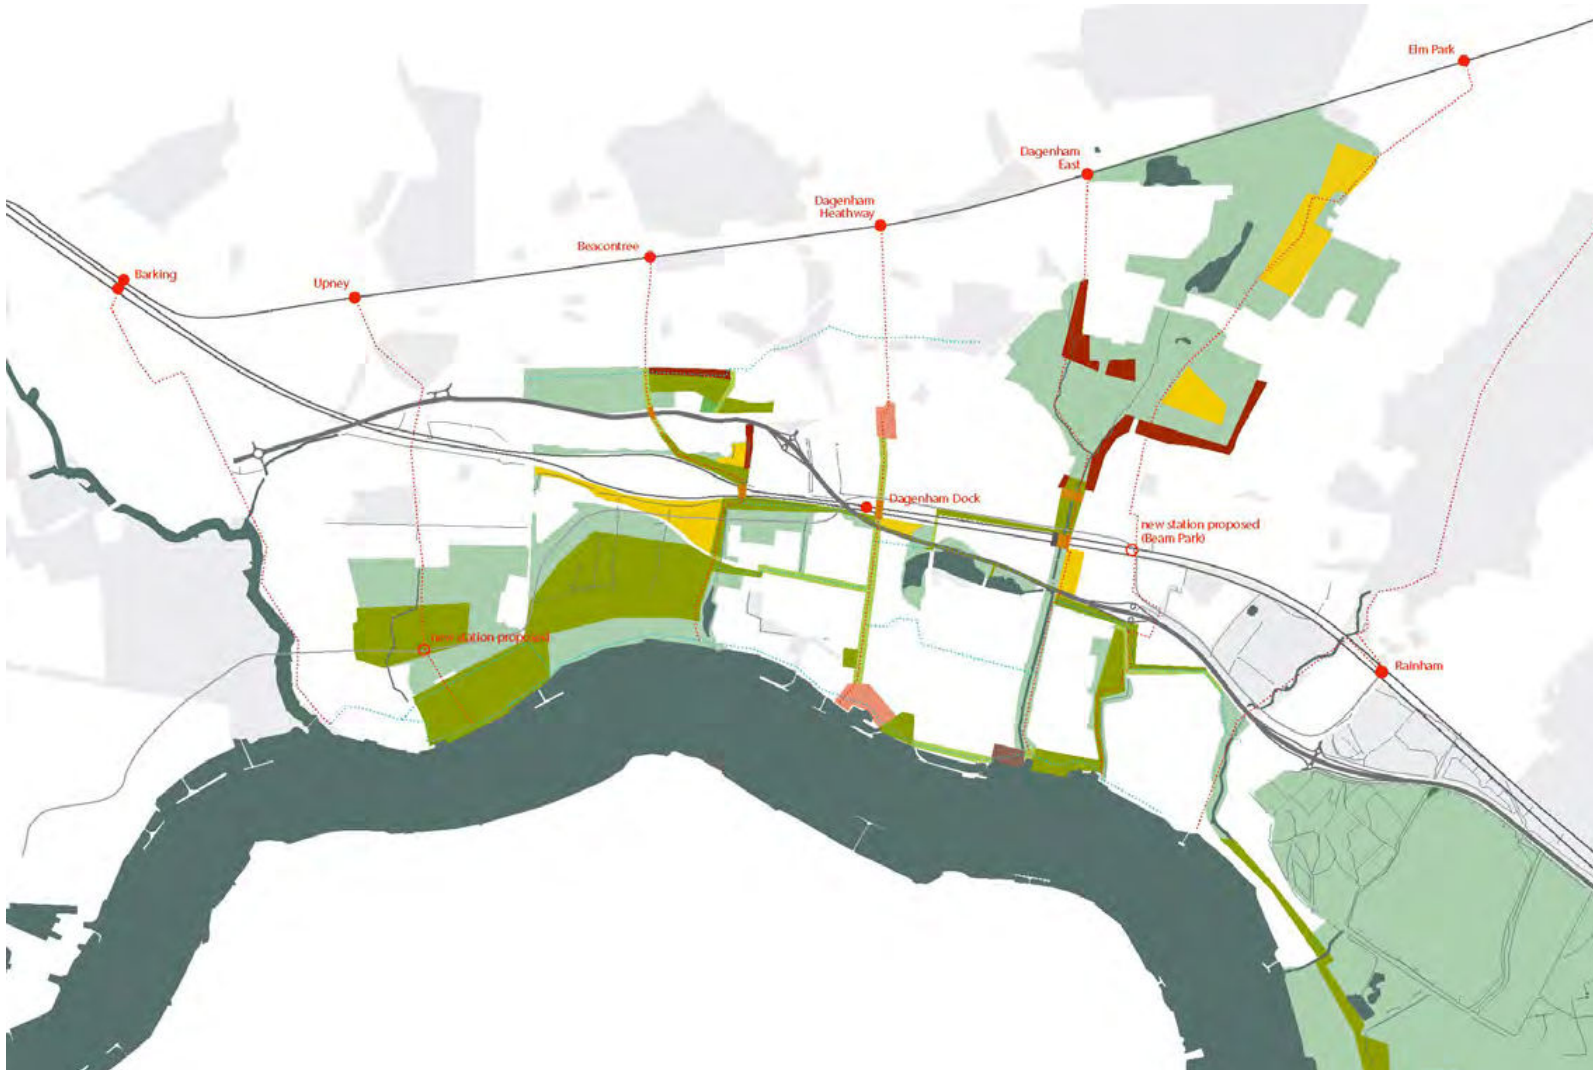 Elm Park
Dagenham
East
Dagenham
Heathway
Beacontree
Barking
Upney
Dagenham Dock
new station proposed
(Beam Park)
new station proposed
Rainham